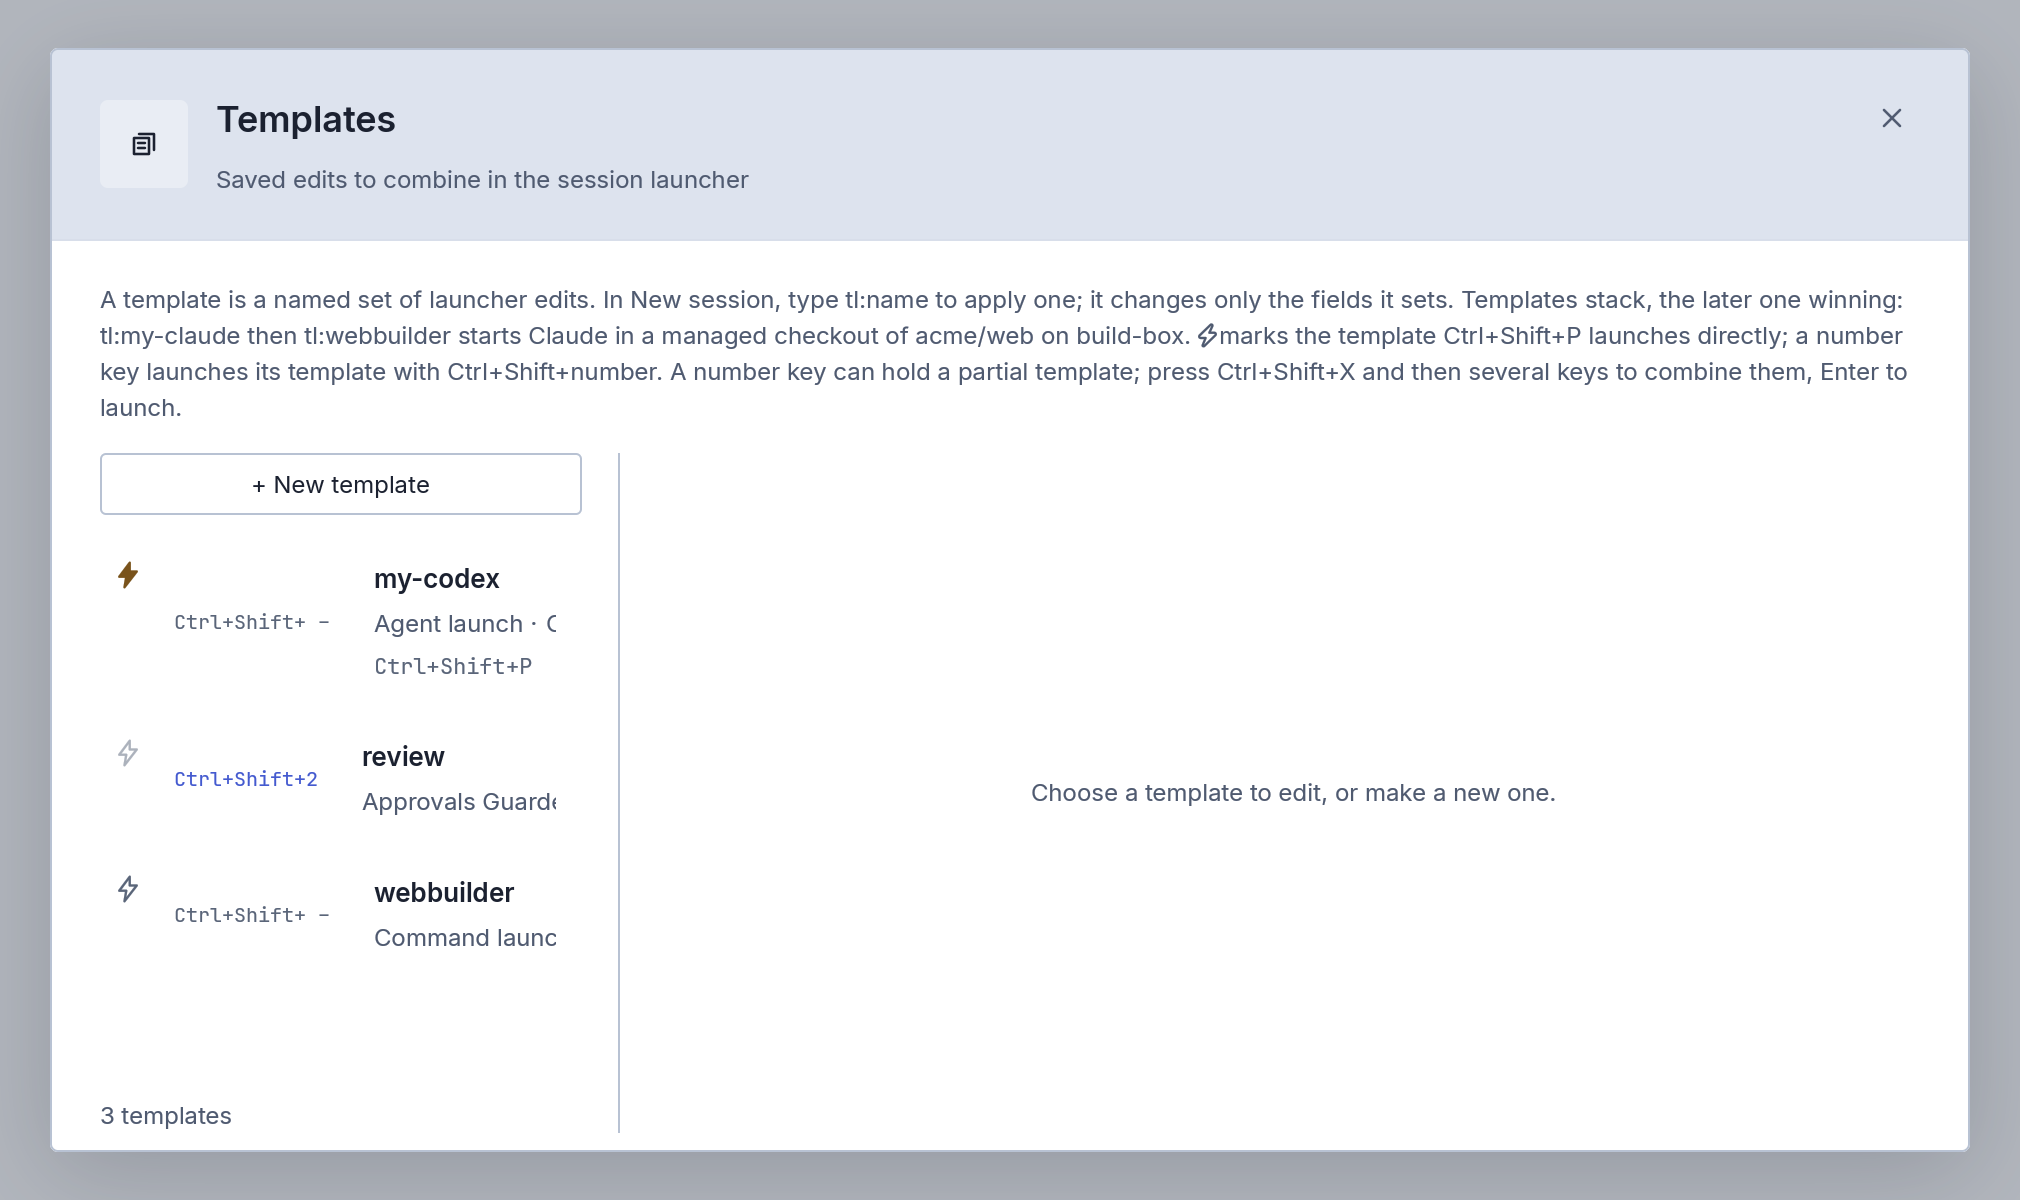 Templates
Saved edits to combine in the session launcher
A template is a named set of launcher edits. In New session, type tl:name to apply one; it changes only the fields it sets. Templates stack, the later one winning:
tl:my-claude then tl:webbuilder starts Claude in a managed checkout of acme/web on build-box. marks the template Ctrl+Shift+P launches directly; a number
key launches its template with Ctrl+Shift+number. A number key can hold a partial template; press Ctrl+Shift+X and then several keys to combine them, Enter to
launch.
+ New template
my-codex
Ctrl+Shift+ –
Agent launch ·
Ctrl+Shift+P
review
Ctrl+Shift+2
Approvals Guarde
webbuilder
Ctrl+Shift+ –
Command launc
Choose a template to edit, or make a new one.
3 templates